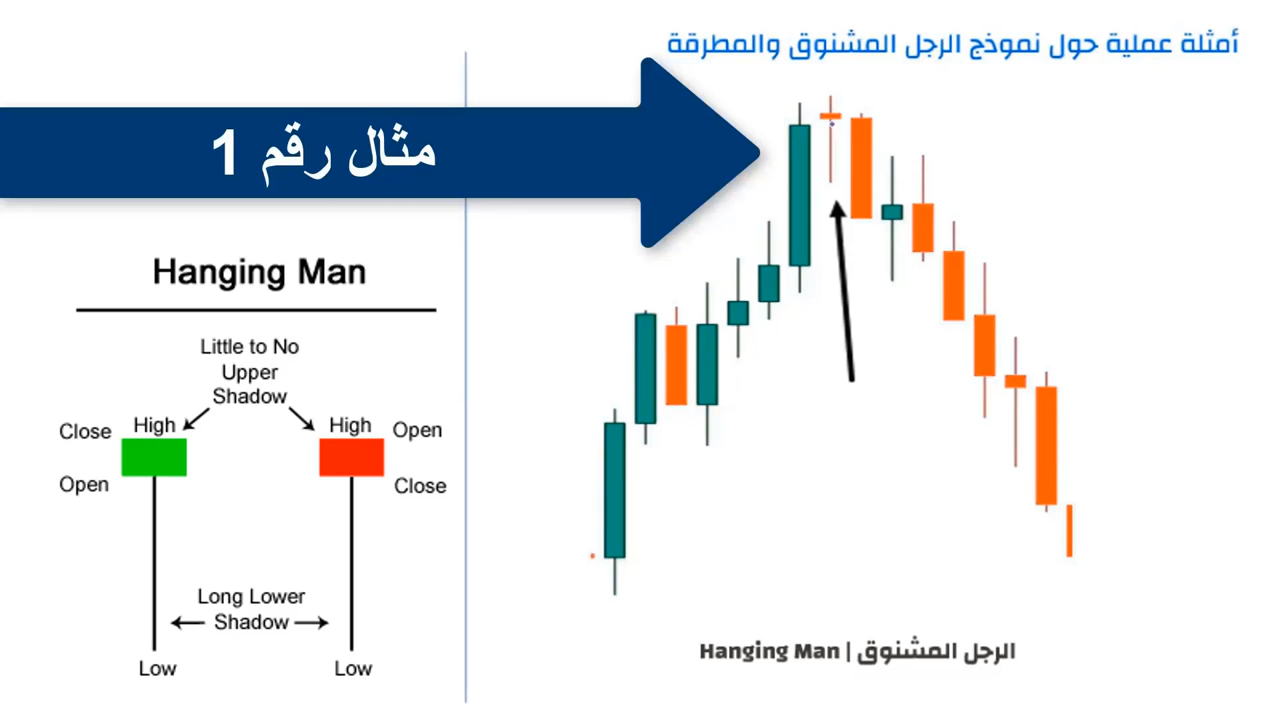 أمثلة عملية حول نموذج الرجل المشنوق والمطرقة
مثال رقم 1
Hanging Man
Little to No
Upper
Shadow
Close
High
High
Open
Open
Close
Long Lower
Shadow
Low
Low
الرجل المشنوق | Hanging Man